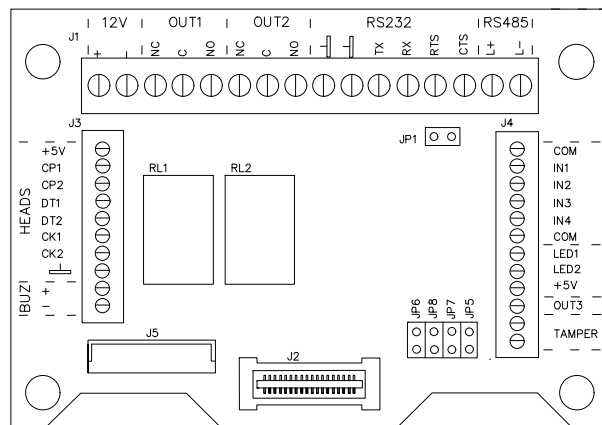 12V OUT1 OUT2 RS232 RS485
J1
+ - NC C NO NC C NO TX RX RTS CTS L+ L-
J3
J4
JP1
HEADS
+5V
CP1
CP2
DT1
DT2
CK1
CK2
BUZ
+
-
RL1 RL2
COM
IN1
IN2
IN3
IN4
COM
LED1
LED2
+5V
OUT3
TAMPER
JP6 JP8 JP7 JP5
J5
J2